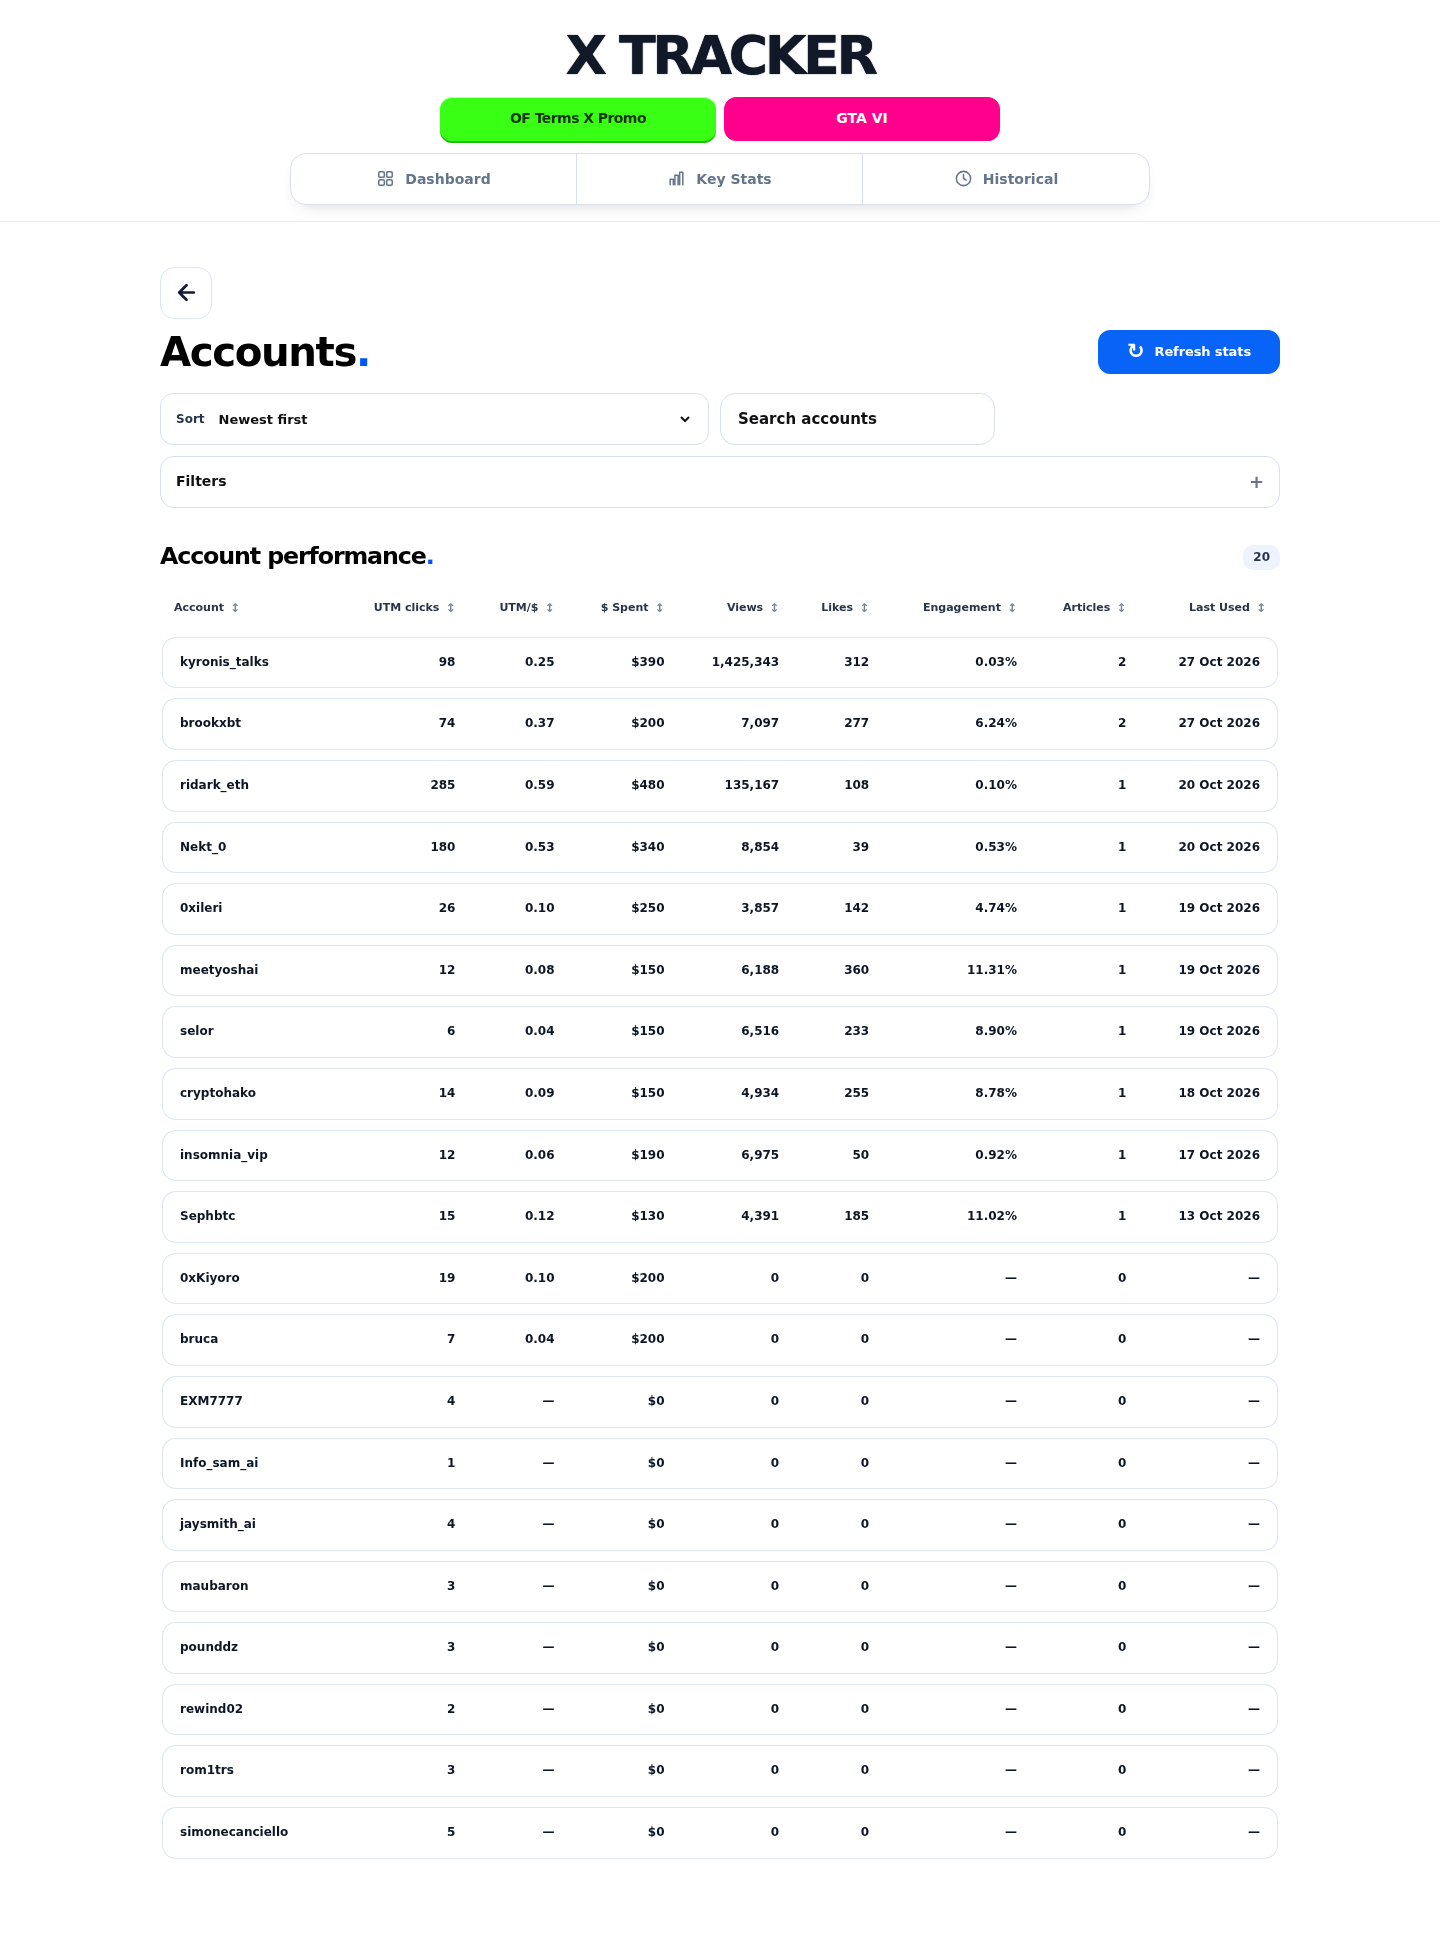 X TRACKER
OF Terms X Promo GTA VI
Dashboard Key Stats Historical
Accounts.
↻ Refresh stats
Sort Newest first Search accounts
Filters +
Account performance. 20
Account ↕ UTM clicks ↕ UTM/$ ↕ $ Spent ↕ Views ↕ Likes ↕ Engagement ↕ Articles ↕ Last Used ↕
kyronis_talks 98 0.25 $390 1,425,343 312 0.03% 2 27 Oct 2026
brookxbt 74 0.37 $200 7,097 277 6.24% 2 27 Oct 2026
ridark_eth 285 0.59 $480 135,167 108 0.10% 1 20 Oct 2026
Nekt_0 180 0.53 $340 8,854 39 0.53% 1 20 Oct 2026
0xileri 26 0.10 $250 3,857 142 4.74% 1 19 Oct 2026
meetyoshai 12 0.08 $150 6,188 360 11.31% 1 19 Oct 2026
selor 6 0.04 $150 6,516 233 8.90% 1 19 Oct 2026
cryptohako 14 0.09 $150 4,934 255 8.78% 1 18 Oct 2026
insomnia_vip 12 0.06 $190 6,975 50 0.92% 1 17 Oct 2026
Sephbtc 15 0.12 $130 4,391 185 11.02% 1 13 Oct 2026
0xKiyoro 19 0.10 $200 0 0 — 0 —
bruca 7 0.04 $200 0 0 — 0 —
EXM7777 4 — $0 0 0 — 0 —
Info_sam_ai 1 — $0 0 0 — 0 —
jaysmith_ai 4 — $0 0 0 — 0 —
maubaron 3 — $0 0 0 — 0 —
pounddz 3 — $0 0 0 — 0 —
rewind02 2 — $0 0 0 — 0 —
rom1trs 3 — $0 0 0 — 0 —
simonecanciello 5 — $0 0 0 — 0 —